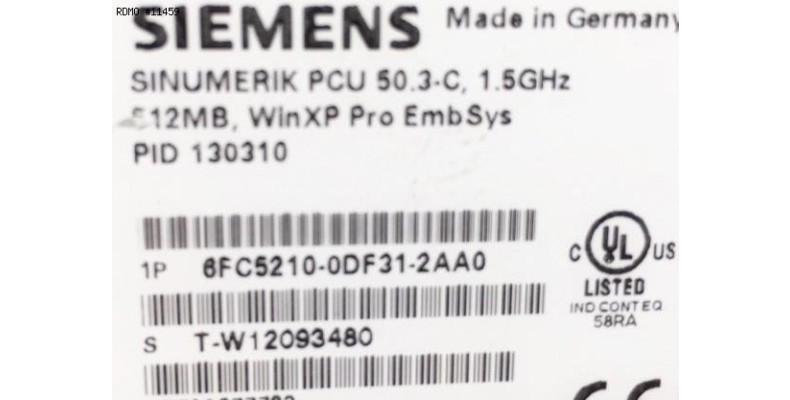 RDMO #11459
SIEMENS Made in Germany
SINUMERIK PCU 50.3-C, 1.5GHz
512MB, WinXP Pro EmbSys
PID 130310
1P 6FC5210-0DF31-2AA0
C UL US
LISTED
IND CONT EQ
58RA
S T-W12093480
CE